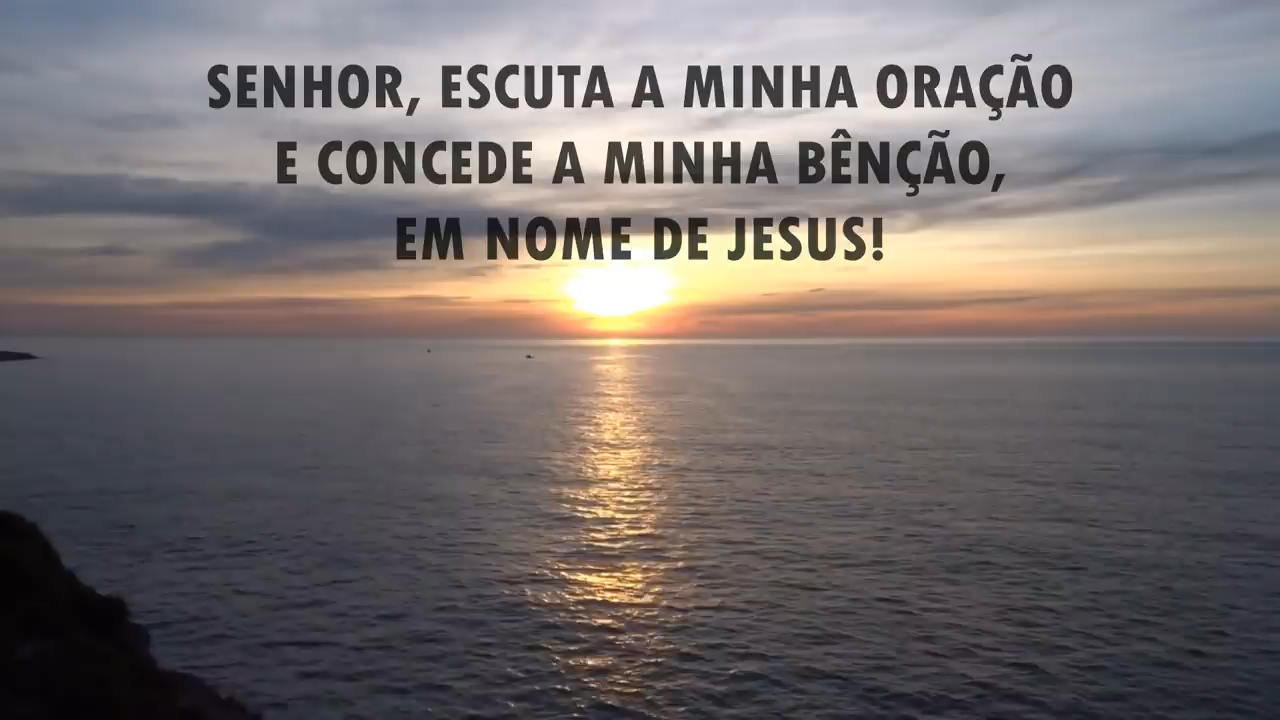 SENHOR, ESCUTA A MINHA ORAÇÃO
E CONCEDE A MINHA BÊNÇÃO,
EM NOME DE JESUS!